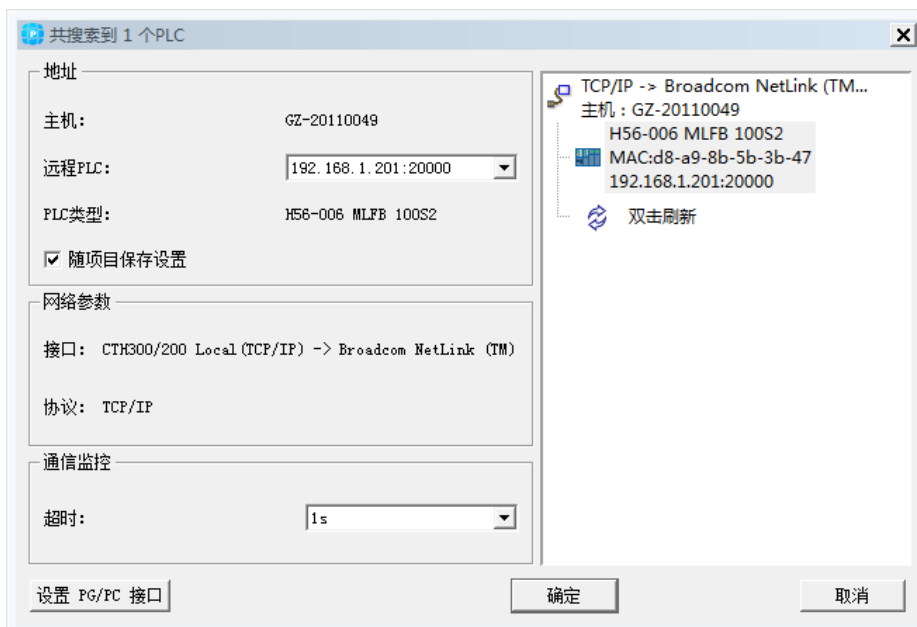 共搜索到 1 个PLC
地址
主机: GZ-20110049
远程PLC: 192.168.1.201:20000
PLC类型: H56-006 MLFB 100S2
随项目保存设置
网络参数
接口: CTH300/200 Local(TCP/IP) -> Broadcom NetLink (TM)
协议: TCP/IP
通信监控
超时: 1s
TCP/IP -> Broadcom NetLink (TM...
主机：GZ-20110049
H56-006 MLFB 100S2
MAC:d8-a9-8b-5b-3b-47
192.168.1.201:20000
双击刷新
设置 PG/PC 接口
确定
取消